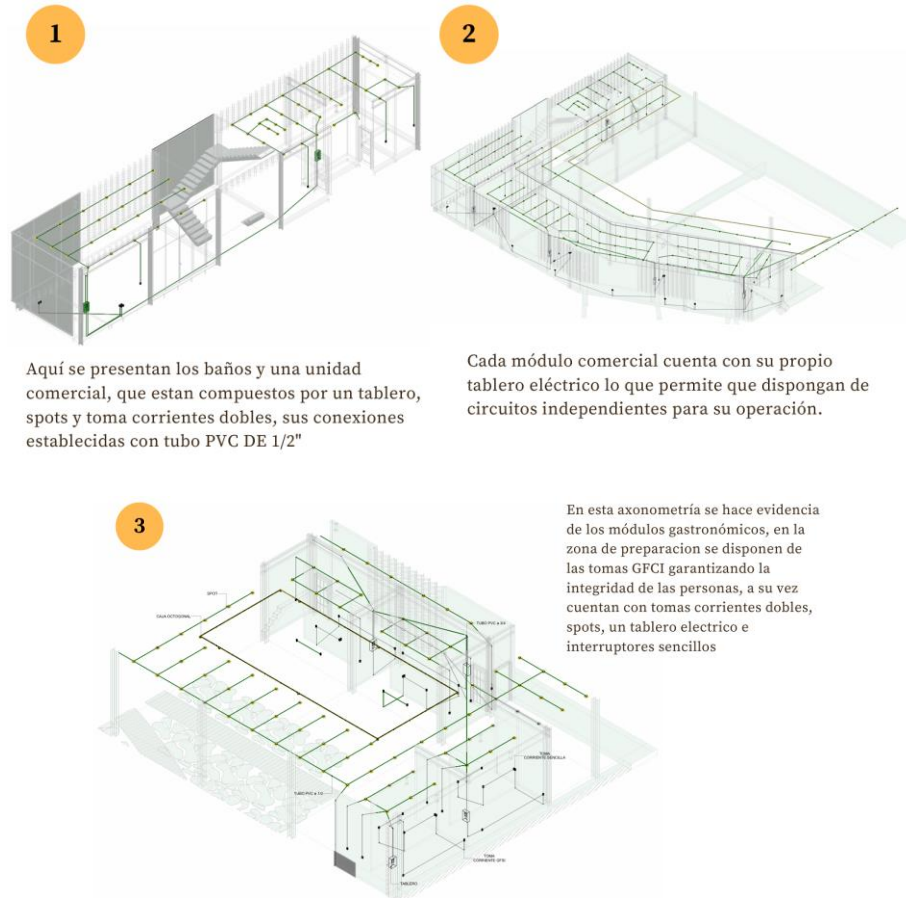 1
2
Aquí se presentan los baños y una unidad
comercial, que estan compuestos por un tablero,
spots y toma corrientes dobles, sus conexiones
establecidas con tubo PVC DE 1/2"
Cada módulo comercial cuenta con su propio
tablero eléctrico lo que permite que dispongan de
circuitos independientes para su operación.
3
En esta axonometría se hace evidencia
de los módulos gastronómicos, en la
zona de preparacion se disponen de
las tomas GFCI garantizando la
integridad de las personas, a su vez
cuentan con tomas corrientes dobles,
spots, un tablero electrico e
interruptores sencillos
SPOT
CAJA OCTOGONAL
TUBO PVC ø 3/4
TOMA
CORRIENTE SENCILLA
TUBO PVC ø
TOMA
CORRIENTE
TABLERO